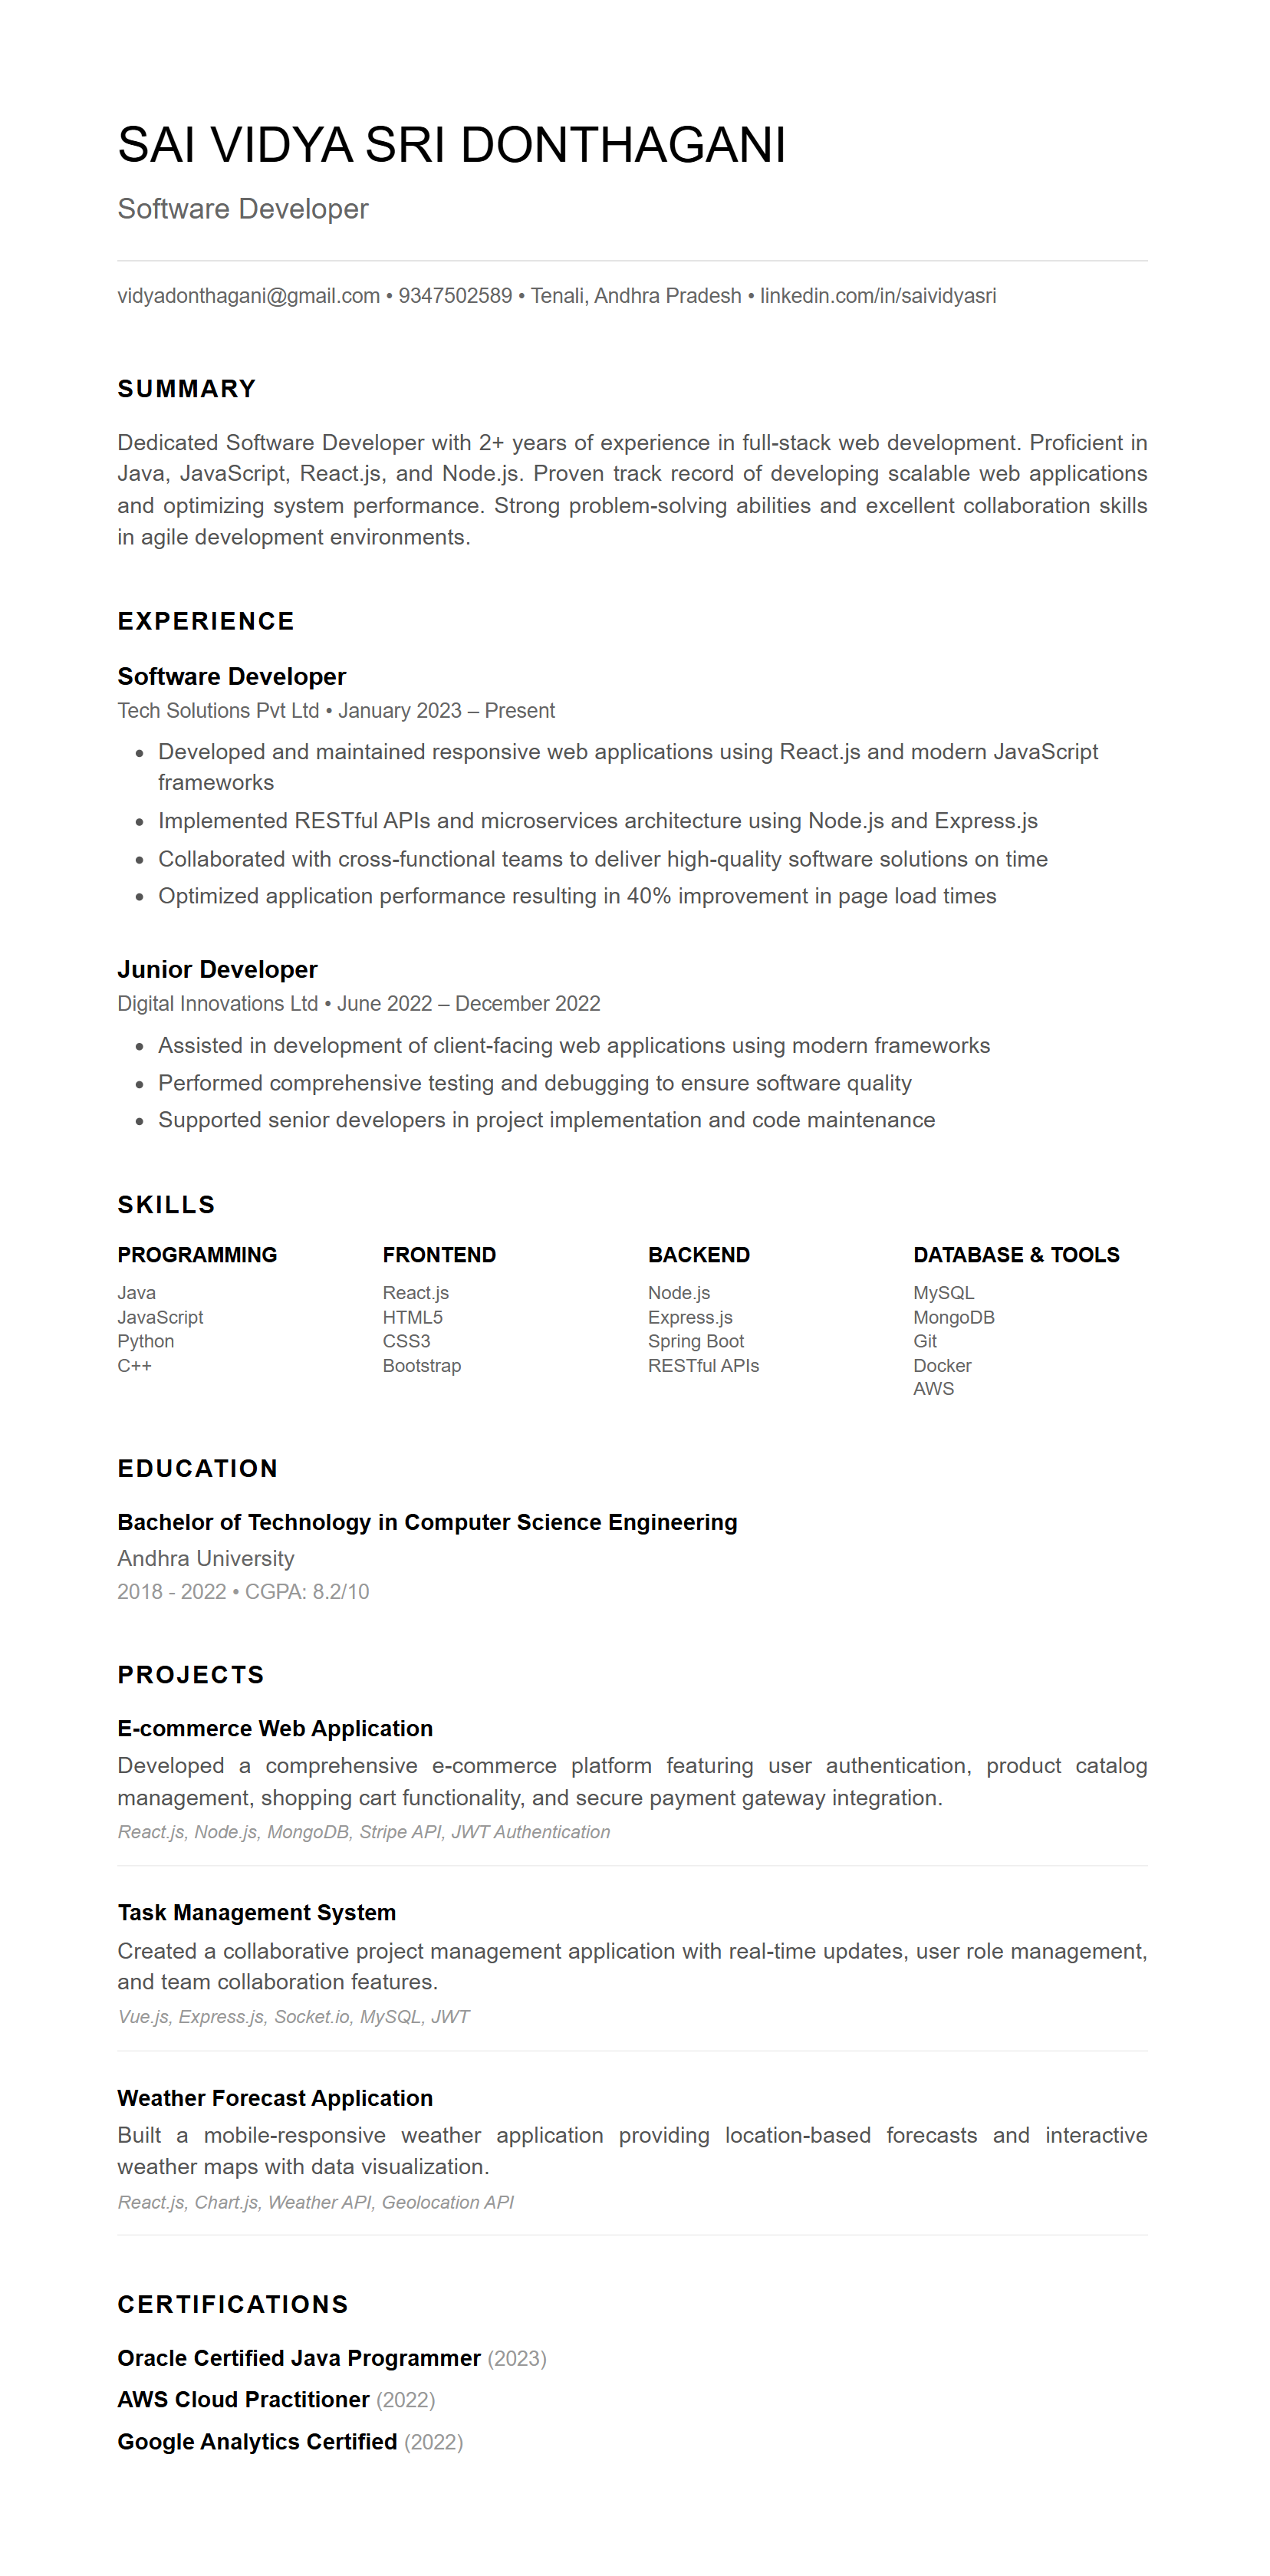 SAI VIDYA SRI DONTHAGANI
Software Developer
vidyadonthagani@gmail.com • 9347502589 • Tenali, Andhra Pradesh • linkedin.com/in/saividyasri
SUMMARY
Dedicated Software Developer with 2+ years of experience in full-stack web development. Proficient in
Java, JavaScript, React.js, and Node.js. Proven track record of developing scalable web applications
and optimizing system performance. Strong problem-solving abilities and excellent collaboration skills
in agile development environments.
EXPERIENCE
Software Developer
Tech Solutions Pvt Ltd • January 2023 – Present
• Developed and maintained responsive web applications using React.js and modern JavaScript
frameworks
• Implemented RESTful APIs and microservices architecture using Node.js and Express.js
• Collaborated with cross-functional teams to deliver high-quality software solutions on time
• Optimized application performance resulting in 40% improvement in page load times
Junior Developer
Digital Innovations Ltd • June 2022 – December 2022
• Assisted in development of client-facing web applications using modern frameworks
• Performed comprehensive testing and debugging to ensure software quality
• Supported senior developers in project implementation and code maintenance
SKILLS
PROGRAMMING
Java
JavaScript
Python
C++
FRONTEND
React.js
HTML5
CSS3
Bootstrap
BACKEND
Node.js
Express.js
Spring Boot
RESTful APIs
DATABASE & TOOLS
MySQL
MongoDB
Git
Docker
AWS
EDUCATION
Bachelor of Technology in Computer Science Engineering
Andhra University
2018 - 2022 • CGPA: 8.2/10
PROJECTS
E-commerce Web Application
Developed a comprehensive e-commerce platform featuring user authentication, product catalog
management, shopping cart functionality, and secure payment gateway integration.
React.js, Node.js, MongoDB, Stripe API, JWT Authentication
Task Management System
Created a collaborative project management application with real-time updates, user role management,
and team collaboration features.
Vue.js, Express.js, Socket.io, MySQL, JWT
Weather Forecast Application
Built a mobile-responsive weather application providing location-based forecasts and interactive
weather maps with data visualization.
React.js, Chart.js, Weather API, Geolocation API
CERTIFICATIONS
Oracle Certified Java Programmer (2023)
AWS Cloud Practitioner (2022)
Google Analytics Certified (2022)